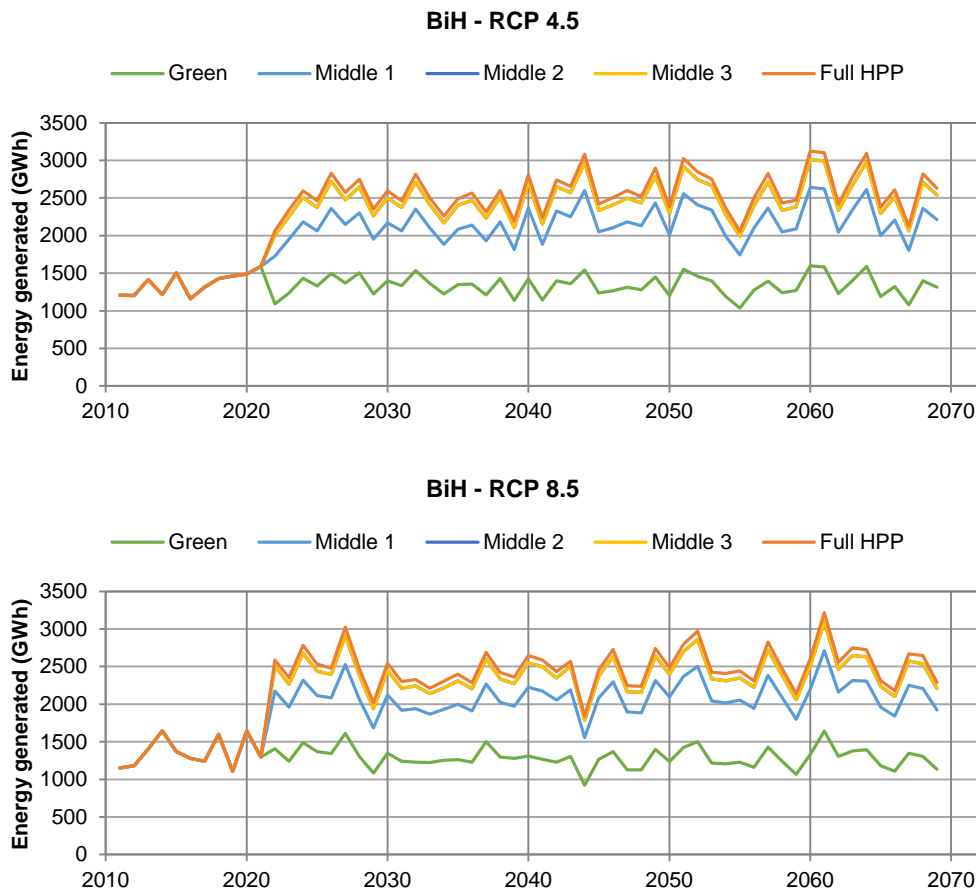 BiH - RCP 4.5
Green Middle 1 Middle 2 Middle 3 Full HPP
Energy generated (GWh)
3500
3000
2500
2000
1500
1000
500
0
2010 2020 2030 2040 2050 2060 2070
BiH - RCP 8.5
Green Middle 1 Middle 2 Middle 3 Full HPP
Energy generated (GWh)
3500
3000
2500
2000
1500
1000
500
0
2010 2020 2030 2040 2050 2060 2070